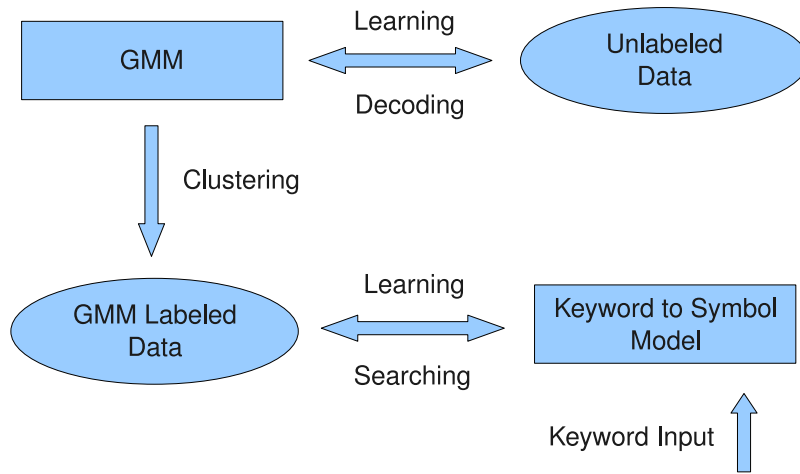 GMM
Learning
Decoding
Unlabeled
Data
Clustering
GMM Labeled
Data
Learning
Searching
Keyword to Symbol
Model
Keyword Input